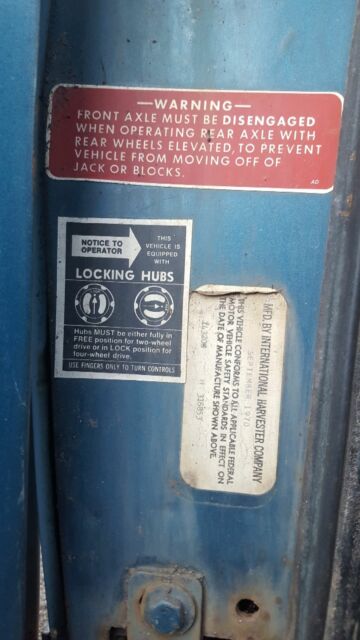 —WARNING—
FRONT AXLE MUST BE DISENGAGED
WHEN OPERATING REAR AXLE WITH
REAR WHEELS ELEVATED, TO PREVENT
VEHICLE FROM MOVING OFF OF
JACK OR BLOCKS.
AD
NOTICE TO
OPERATOR
THIS
VEHICLE IS
EQUIPPED
WITH
LOCKING HUBS
Hubs MUST be either fully in
FREE position for two-wheel
drive or in LOCK position for
four-wheel drive.
USE FINGERS ONLY TO TURN CONTROLS
MFD. BY INTERNATIONAL HARVESTER COMPANY
SEPTEMBER 1970
THIS VEHICLE CONFORMS TO ALL APPLICABLE FEDERAL
MOTOR VEHICLE SAFETY STANDARDS IN EFFECT ON
THE DATE OF MANUFACTURE SHOWN ABOVE.